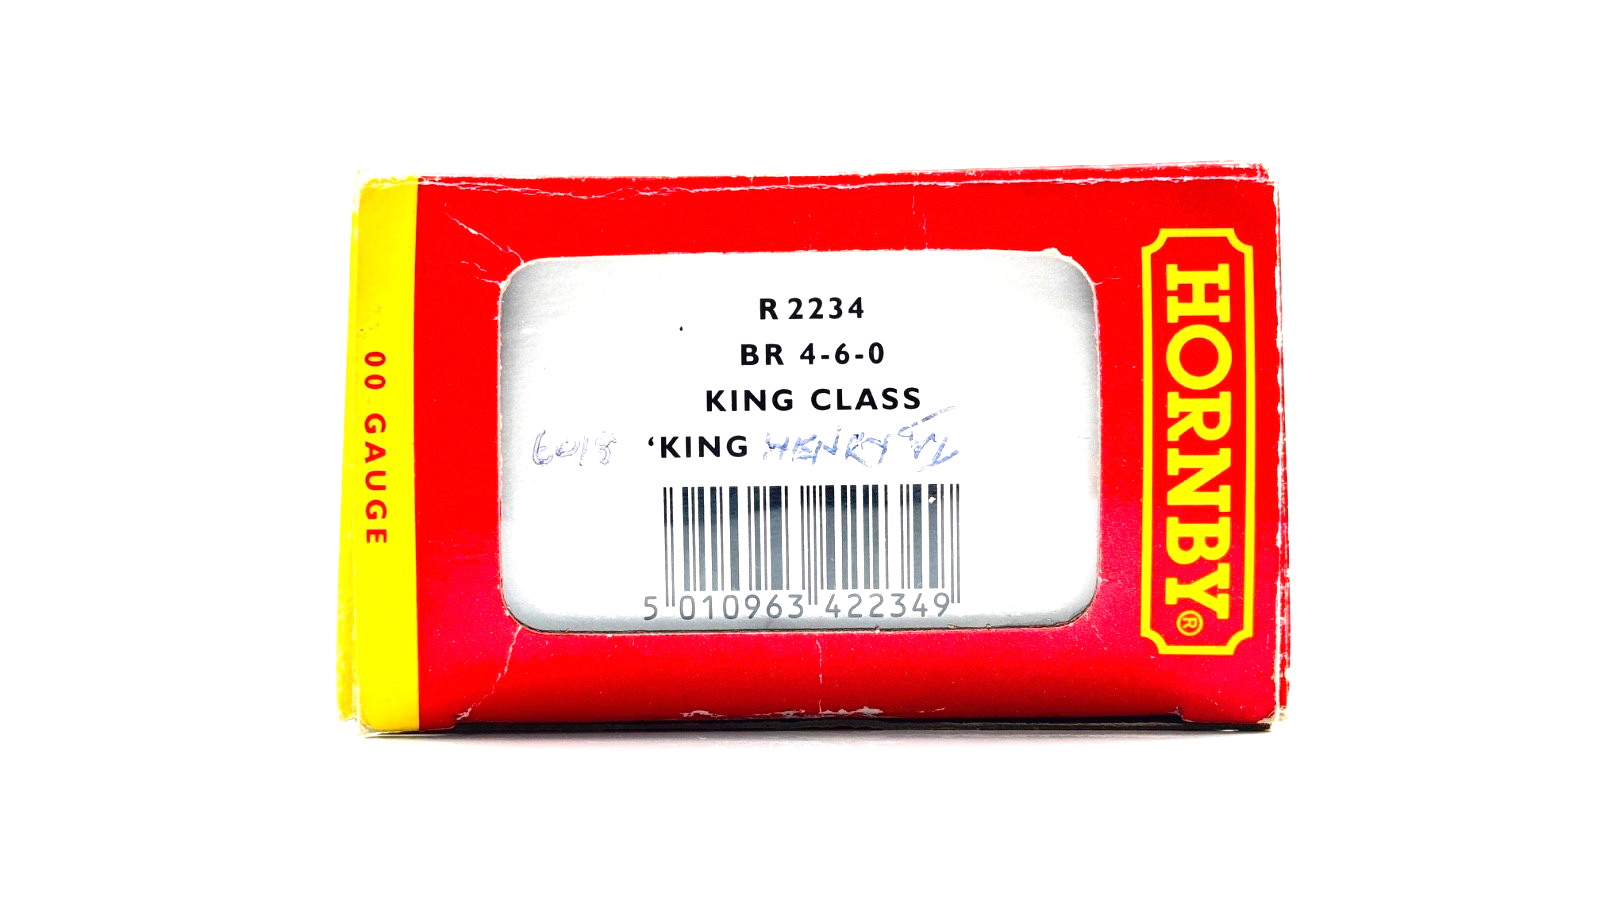 00 GAUGE
R 2234
BR 4-6-0
KING CLASS
6018 ‘KING HENRY VI
5 010963 422349
HORNBY®